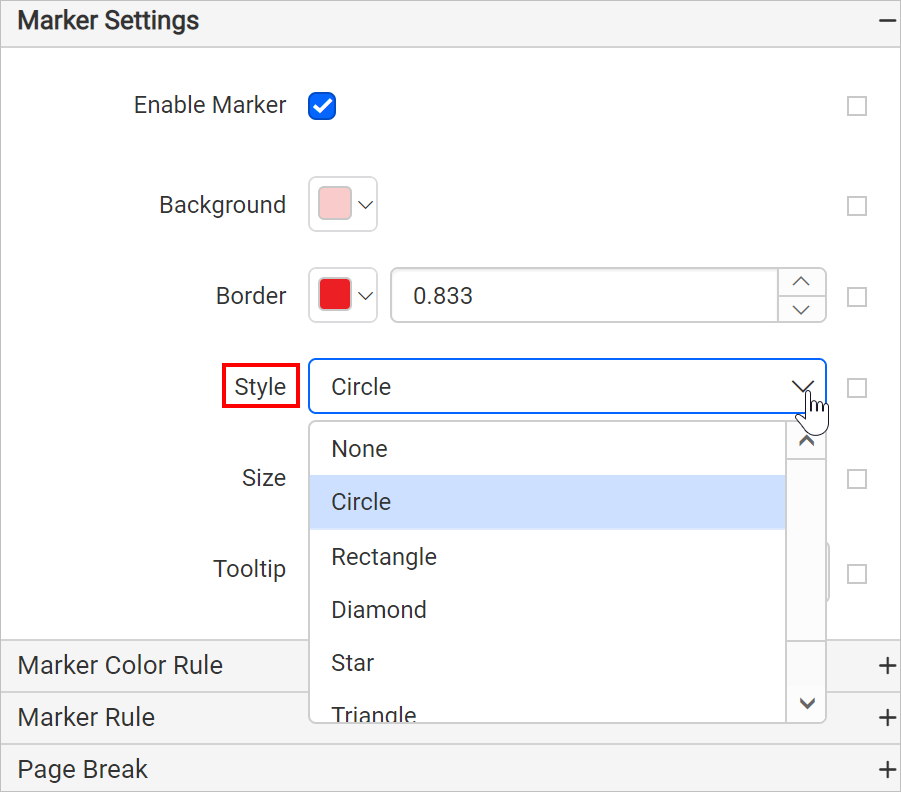 Marker Settings
Enable Marker
Background
Border 0.833
Style Circle
None
Size Circle
Rectangle
Tooltip
Diamond
Star
Triangle
Marker Color Rule
Marker Rule
Page Break